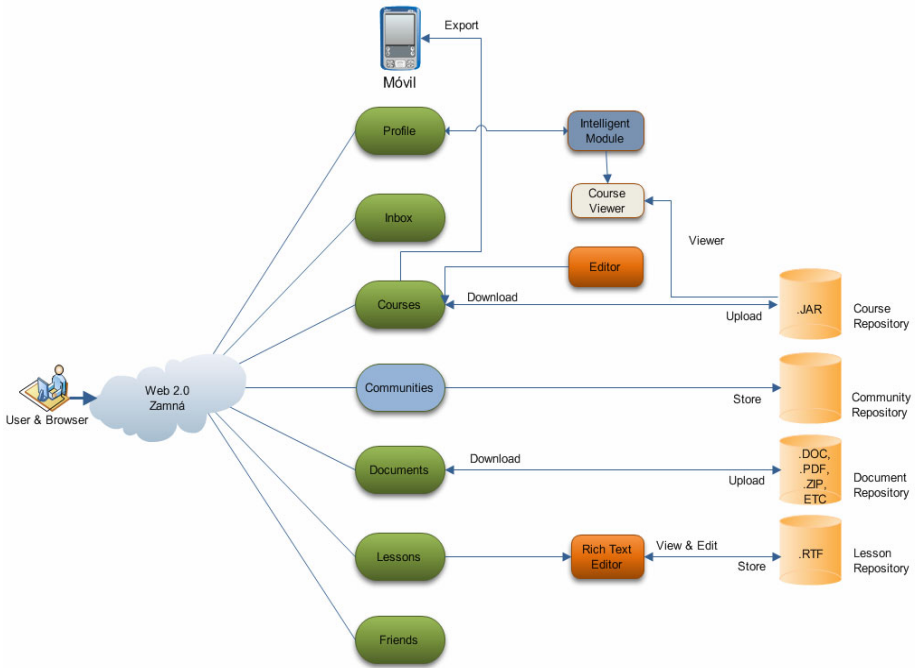 Export
Móvil
Profile
Intelligent
Module
Course
Viewer
Inbox
Viewer
Editor
Courses
Download
Upload
.JAR
Course
Repository
User & Browser
Web 2.0
Zamná
Communities
Store
Community
Repository
Documents
Download
Upload
.DOC,
.PDF,
.ZIP,
ETC
Document
Repository
Lessons
Rich Text
Editor
View & Edit
Store
.RTF
Lesson
Repository
Friends